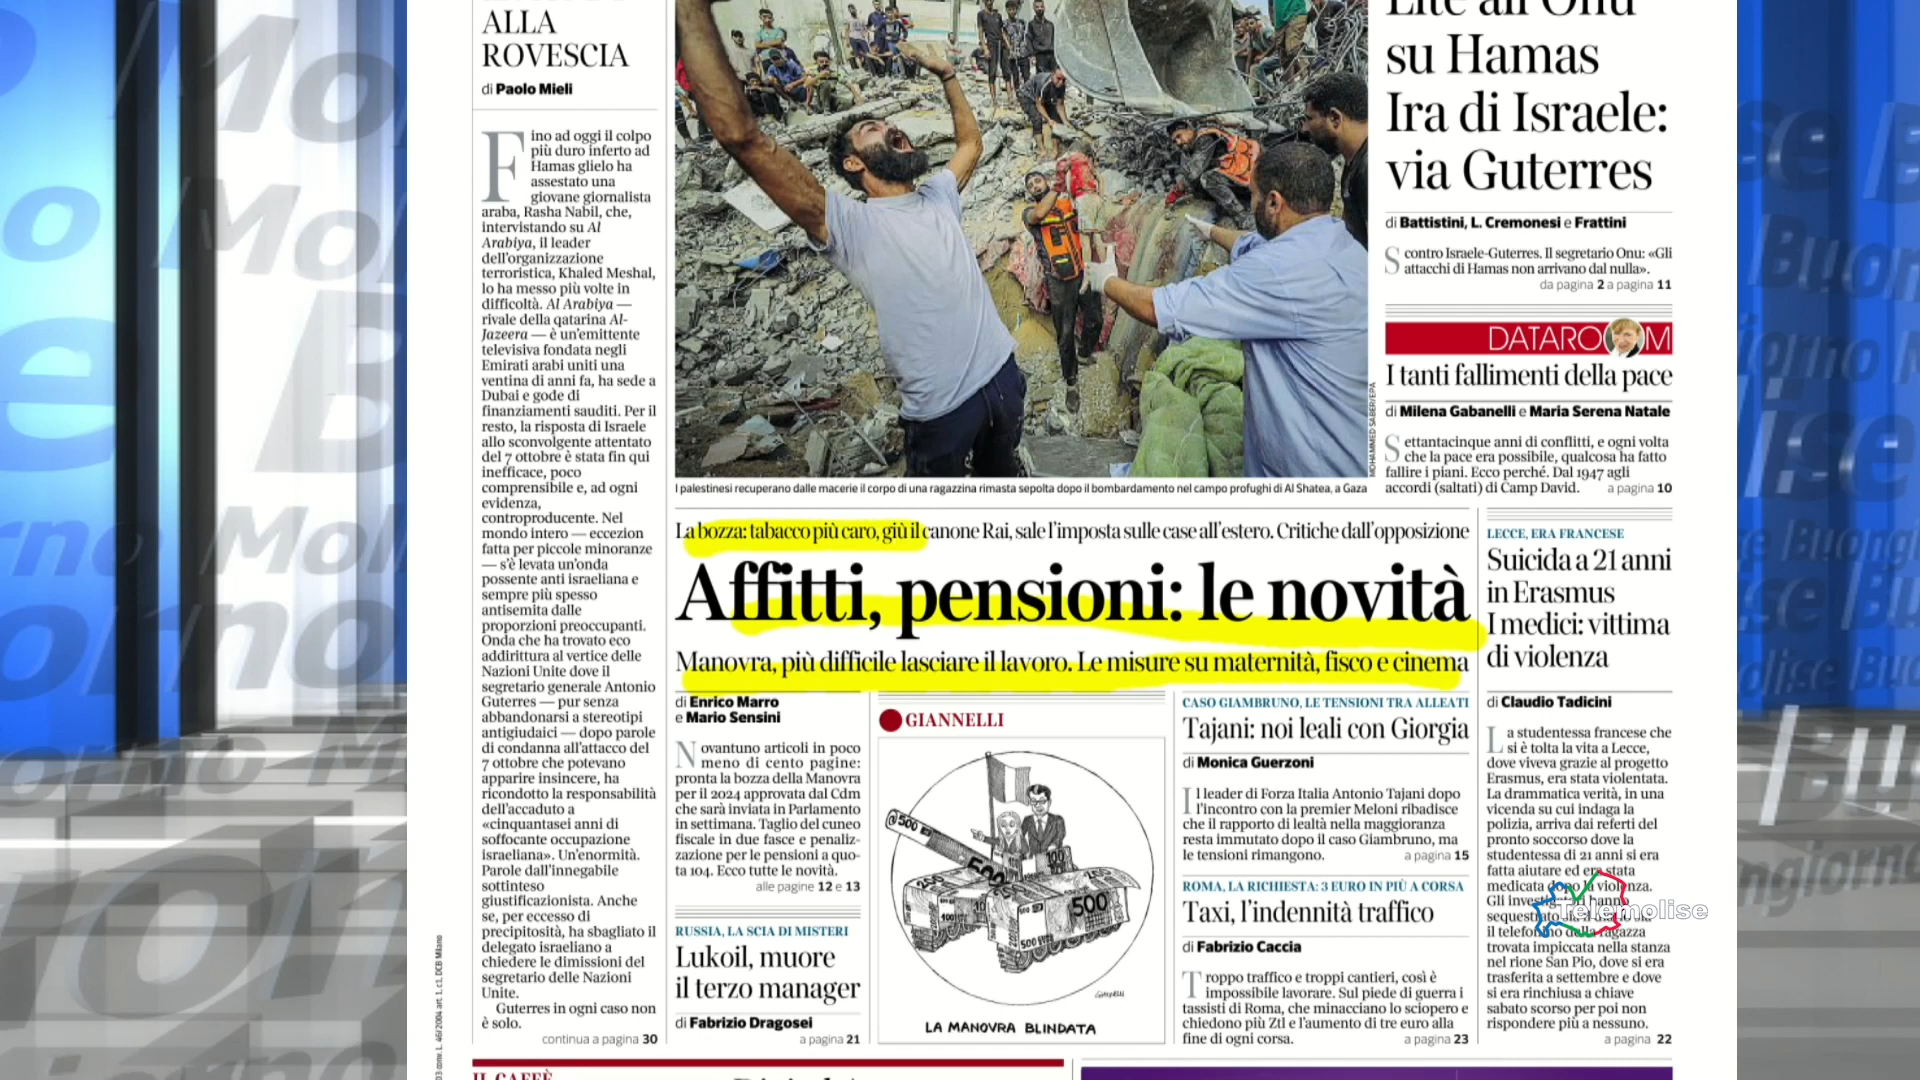 ALLA
ROVESCIA
di Paolo Mieli
Fino ad oggi il colpo
più duro inferto ad
Hamas glielo ha
assestato una
giovane giornalista
araba, Rasha Nabil, che,
intervistando su Al
Arabiya, il leader
dell'organizzazione
terroristica, Khaled Meshal,
lo ha messo più volte in
difficoltà. Al Arabiya —
rivale della qatarina Al-
Jazeera — è un'emittente
televisiva fondata negli
Emirati arabi uniti una
ventina di anni fa, ha sede a
Dubai e gode di
finanziamenti sauditi. Per il
resto, la risposta di Israele
allo sconvolgente attentato
del 7 ottobre è stata fin qui
inefficace, poco
comprensibile e, ad ogni
evidenza,
controproducente. Nel
mondo intero — eccezion
fatta per piccole minoranze
— s'è levata un'onda
possente anti israeliana e
sempre più spesso
antisemita dalle
proporzioni preoccupanti.
Onda che ha trovato eco
addirittura al vertice delle
Nazioni Unite dove il
segretario generale Antonio
Guterres — pur senza
abbandonarsi a stereotipi
antigiudaici — dopo parole
di condanna all'attacco del
7 ottobre che potevano
apparire insincere, ha
ricondotto la responsabilità
dell'accaduto a
«cinquantasei anni di
soffocante occupazione
israeliana». Un'enormità.
Parole dall'innegabile
sottinteso
giustificazionista. Anche
se, per eccesso di
precipitosità, ha sbagliato il
delegato israeliano a
chiedere le dimissioni del
segretario delle Nazioni
Unite.
Guterres in ogni caso non
è solo.
continua a pagina 30
MOHAMMED SABER/EPA
I palestinesi recuperano dalle macerie il corpo di una ragazzina rimasta sepolta dopo il bombardamento nel campo profughi di Al Shatea, a Gaza
Lite all'Onu
su Hamas
Ira di Israele:
via Guterres
di Battistini, L. Cremonesi e Frattini
Scontro Israele-Guterres. Il segretario Onu: «Gli
attacchi di Hamas non arrivano dal nulla».
da pagina 2 a pagina 11
DATAROOM
I tanti fallimenti della pace
di Milena Gabanelli e Maria Serena Natale
Settantacinque anni di conflitti, e ogni volta
che la pace era possibile, qualcosa ha fatto
fallire i piani. Ecco perché. Dal 1947 agli
accordi (saltati) di Camp David. a pagina 10
La bozza: tabacco più caro, giù il canone Rai, sale l'imposta sulle case all'estero. Critiche dall'opposizione
Affitti, pensioni: le novità
Manovra, più difficile lasciare il lavoro. Le misure su maternità, fisco e cinema
di Enrico Marro
e Mario Sensini
Novantuno articoli in poco
meno di cento pagine:
pronta la bozza della Manovra
per il 2024 approvata dal Cdm
che sarà inviata in Parlamento
in settimana. Taglio del cuneo
fiscale in due fasce e penaliz-
zazione per le pensioni a quo-
ta 104. Ecco tutte le novità.
alle pagine 12 e 13
RUSSIA, LA SCIA DI MISTERI
Lukoil, muore
il terzo manager
di Fabrizio Dragosei
a pagina 21
GIANNELLI
500
500
100
500
500
GIANNELLI
LA MANOVRA BLINDATA
CASO GIAMBRUNO, LE TENSIONI TRA ALLEATI
Tajani: noi leali con Giorgia
di Monica Guerzoni
Il leader di Forza Italia Antonio Tajani dopo
l'incontro con la premier Meloni ribadisce
che il rapporto di lealtà nella maggioranza
resta immutato dopo il caso Giambruno, ma
le tensioni rimangono. a pagina 15
ROMA, LA RICHIESTA: 3 EURO IN PIÙ A CORSA
Taxi, l'indennità traffico
di Fabrizio Caccia
Troppo traffico e troppi cantieri, così è
impossibile lavorare. Sul piede di guerra i
tassisti di Roma, che minacciano lo sciopero e
chiedono più Ztl e l'aumento di tre euro alla
fine di ogni corsa. a pagina 23
LECCE, ERA FRANCESE
Suicida a 21 anni
in Erasmus
I medici: vittima
di violenza
di Claudio Tadicini
La studentessa francese che
si è tolta la vita a Lecce,
dove viveva grazie al progetto
Erasmus, era stata violentata.
La drammatica verità, in una
vicenda su cui indaga la
polizia, arriva dai referti del
pronto soccorso dove la
studentessa di 21 anni si era
fatta aiutare ed era stata
medicata dopo la violenza.
Gli investigatori hanno
sequestrato
il telefonino della ragazza
trovata impiccata nella stanza
nel rione San Pio, dove si era
trasferita a settembre e dove
si era rinchiusa a chiave
sabato scorso per poi non
rispondere più a nessuno.
a pagina 22
Telemolise
IL CAFFÈ